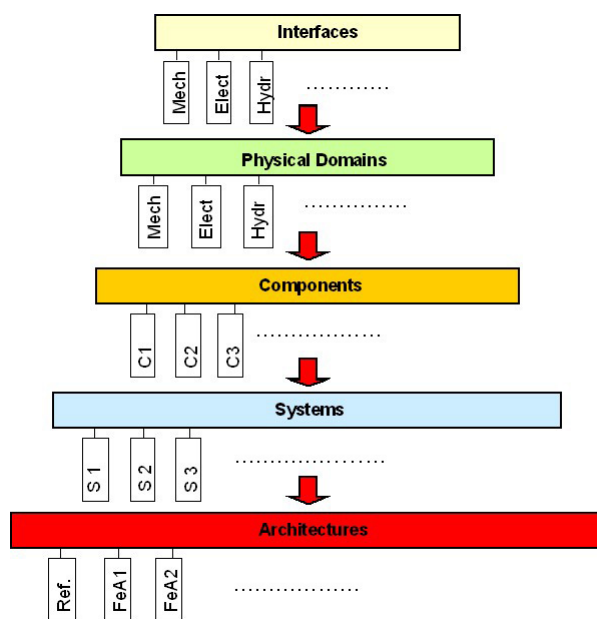 Interfaces
Mech
Elect
Hydr
............
Physical Domains
Mech
Elect
Hydr
...............
Components
C1
C2
C3
..................
Systems
S 1
S 2
S 3
.....................
Architectures
Ref.
FeA1
FeA2
..................